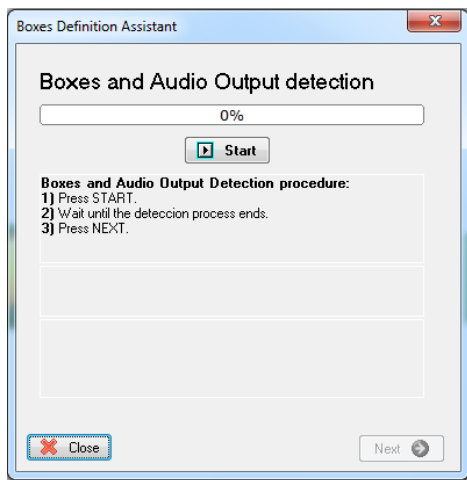 Boxes Definition Assistant
Boxes and Audio Output detection
0%
Start
Boxes and Audio Output Detection procedure:
1) Press START.
2) Wait until the deteccion process ends.
3) Press NEXT.
Close
Next